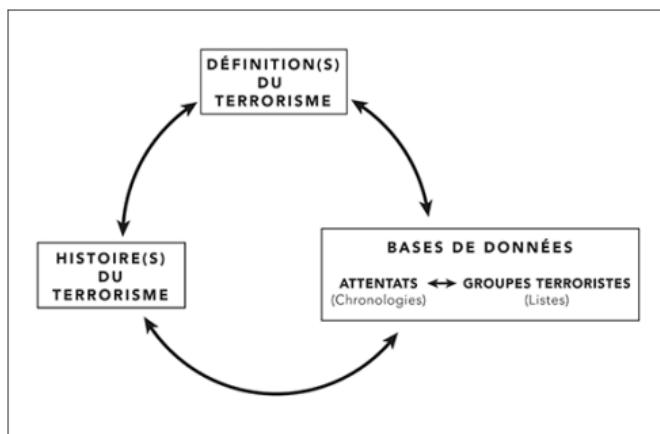 DÉFINITION(S)
DU
TERRORISME
HISTOIRE(S)
DU
TERRORISME
BASES DE DONNÉES
ATTENTATS GROUPES TERRORISTES
(Chronologies) (Listes)